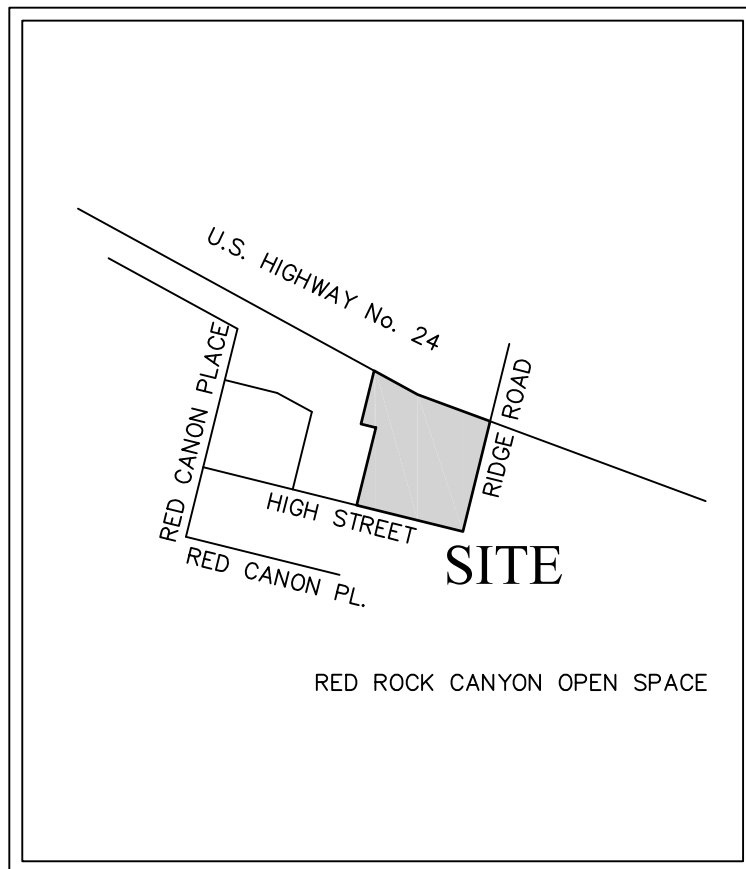 U.S. HIGHWAY No. 24
RED CANON PLACE
RIDGE ROAD
HIGH STREET
RED CANON PL.
SITE
RED ROCK CANYON OPEN SPACE